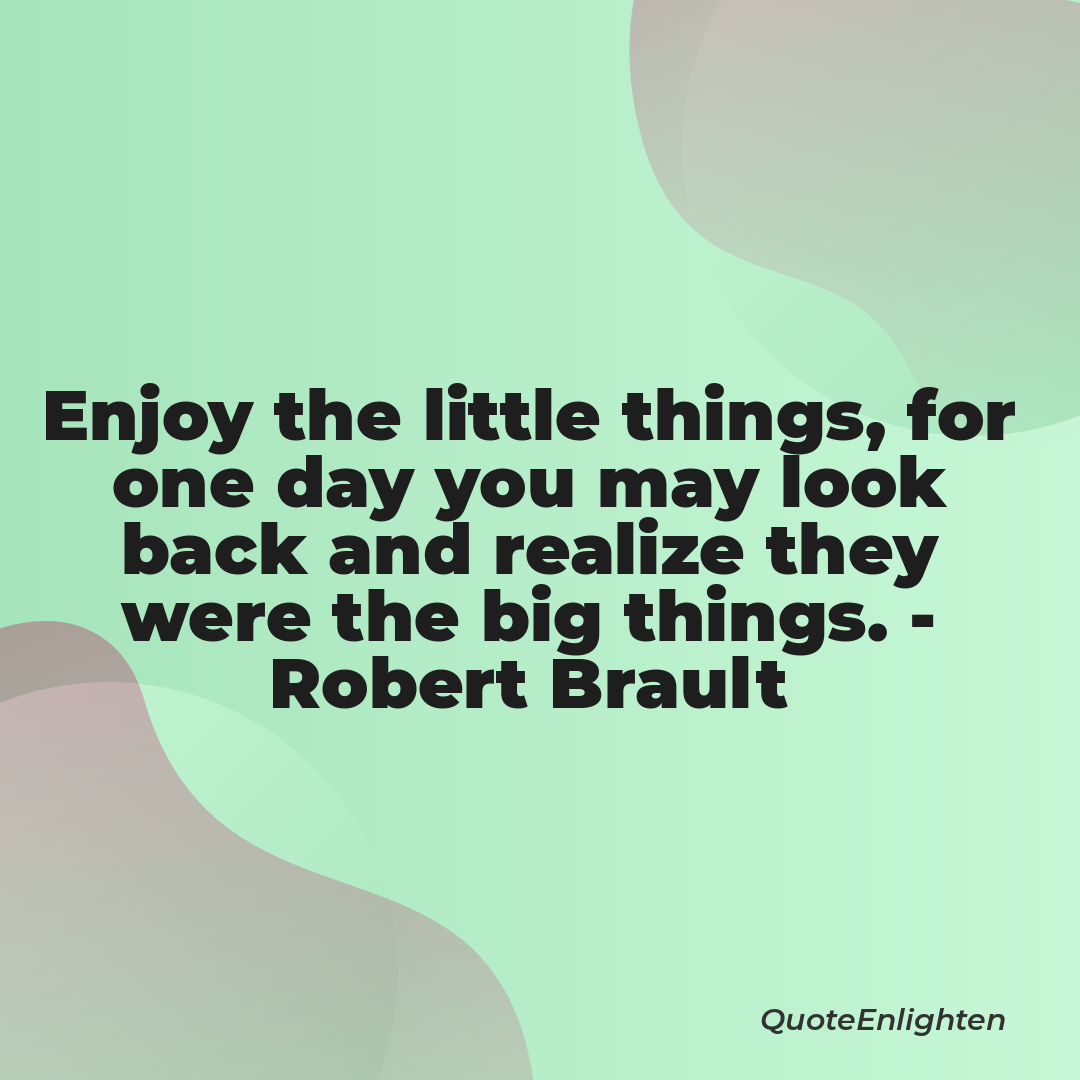 Enjoy the little things, for
one day you may look
back and realize they
were the big things. -
Robert Brault
QuoteEnlighten